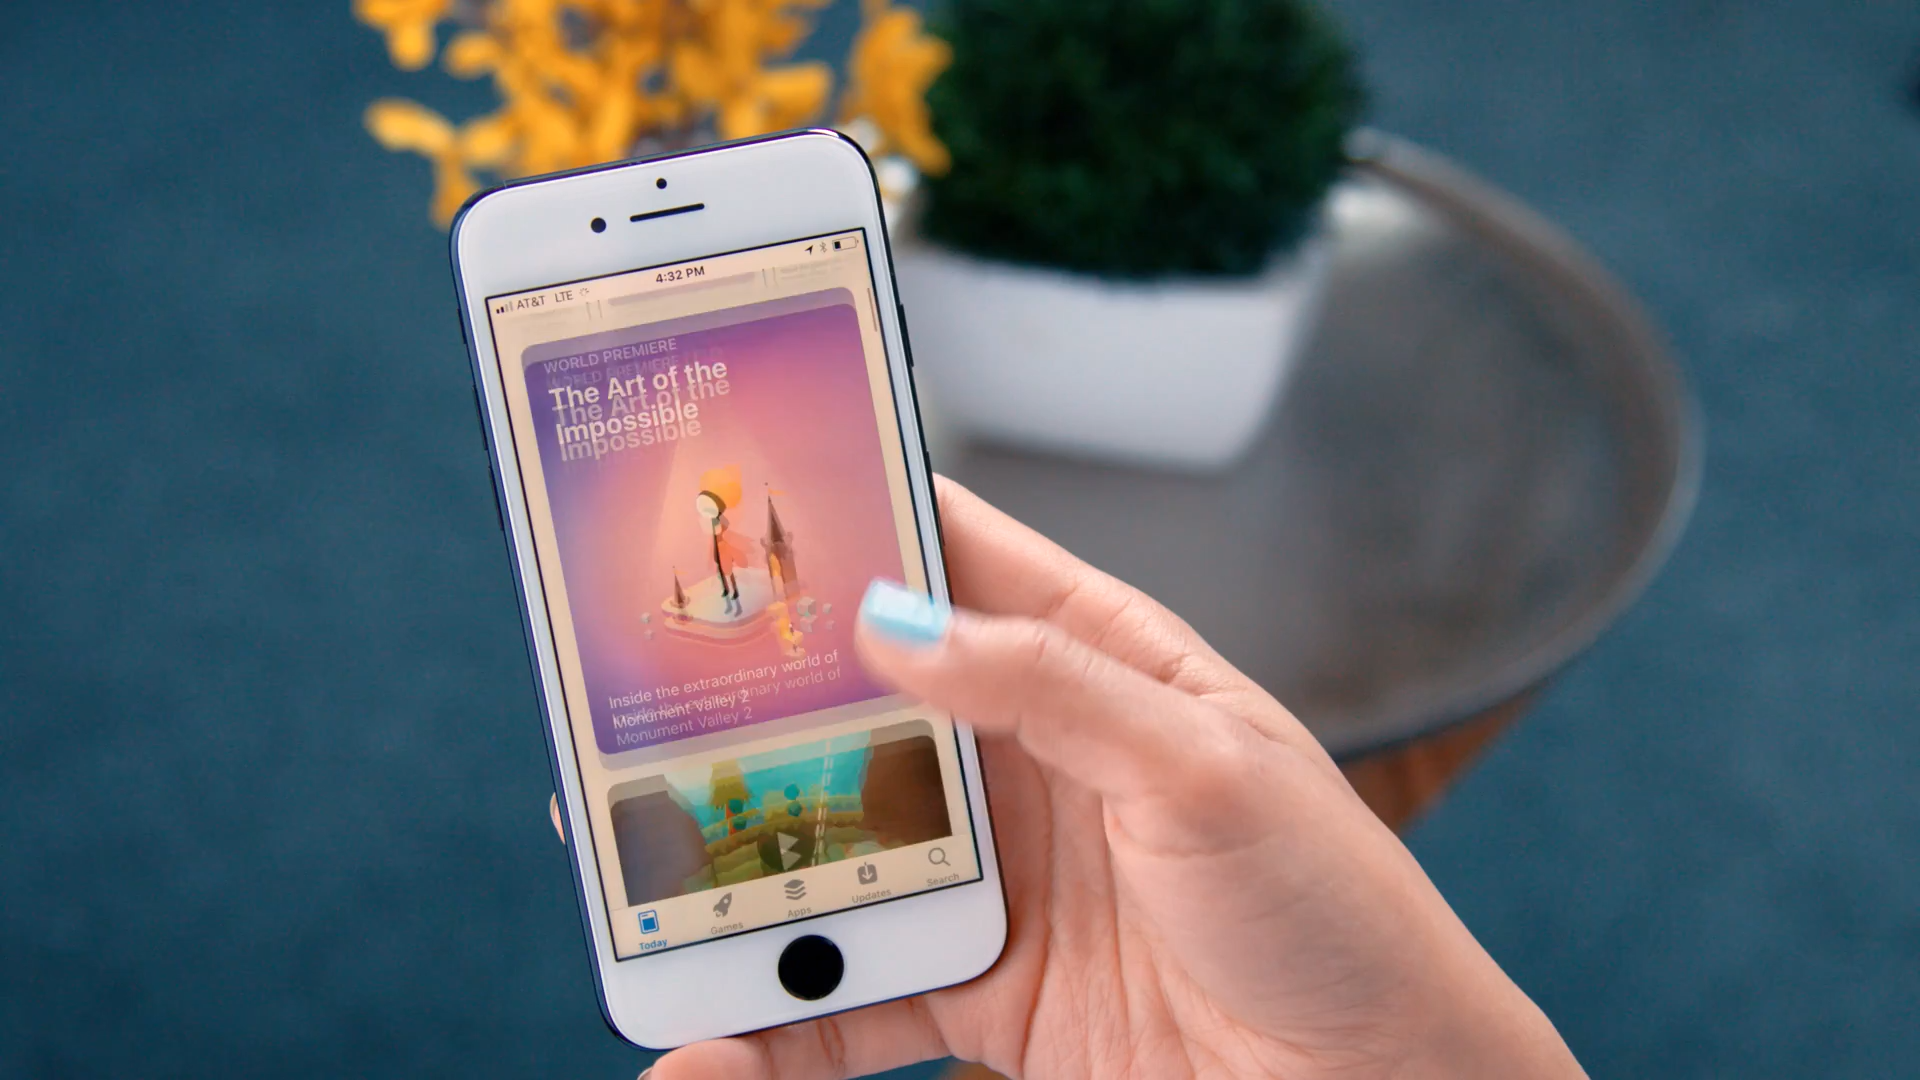 AT&T LTE
4:32 PM
WORLD PREMIERE
The Art of the
Impossible
Inside the extraordinary world of
Monument Valley 2
Today
Games
Apps
Updates
Search